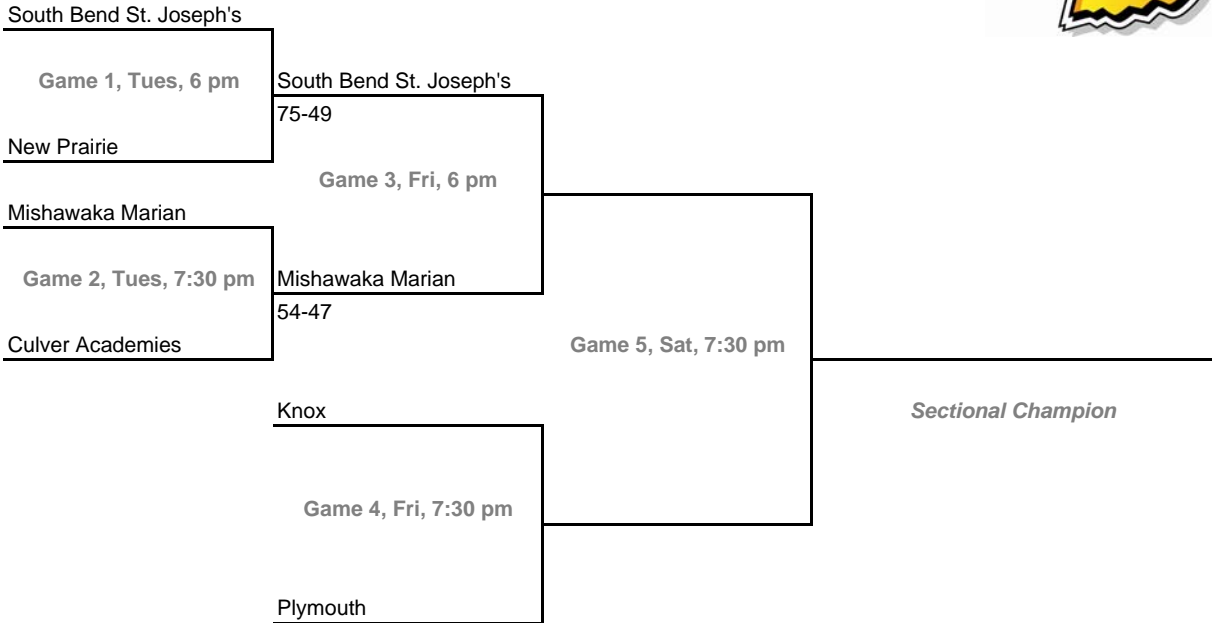 South Bend St. Joseph's
Game 1, Tues, 6 pm
South Bend St. Joseph's
75-49
New Prairie
Game 3, Fri, 6 pm
Mishawaka Marian
Game 2, Tues, 7:30 pm
Mishawaka Marian
54-47
Culver Academies
Game 5, Sat, 7:30 pm
Knox
Sectional Champion
Game 4, Fri, 7:30 pm
Plymouth